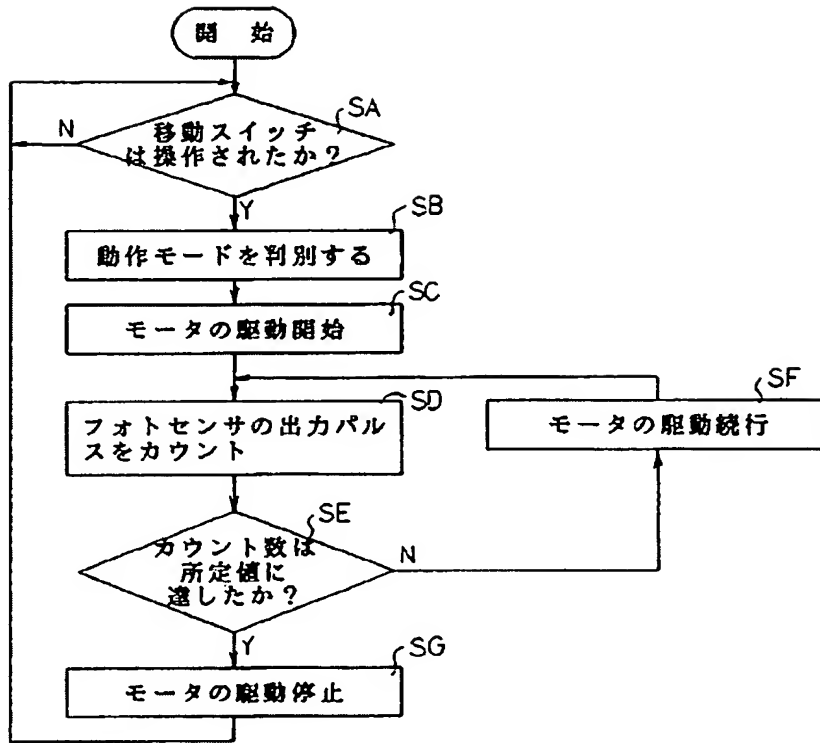 開 始
SA
N
移動スイッチ
は操作されたか？
Y
SB
動作モードを判別する
SC
モータの駆動開始
SD
SF
フォトセンサの出力パル
スをカウント
モータの駆動続行
SE
カウント数は
所定値に
達したか？
N
Y
SG
モータの駆動停止